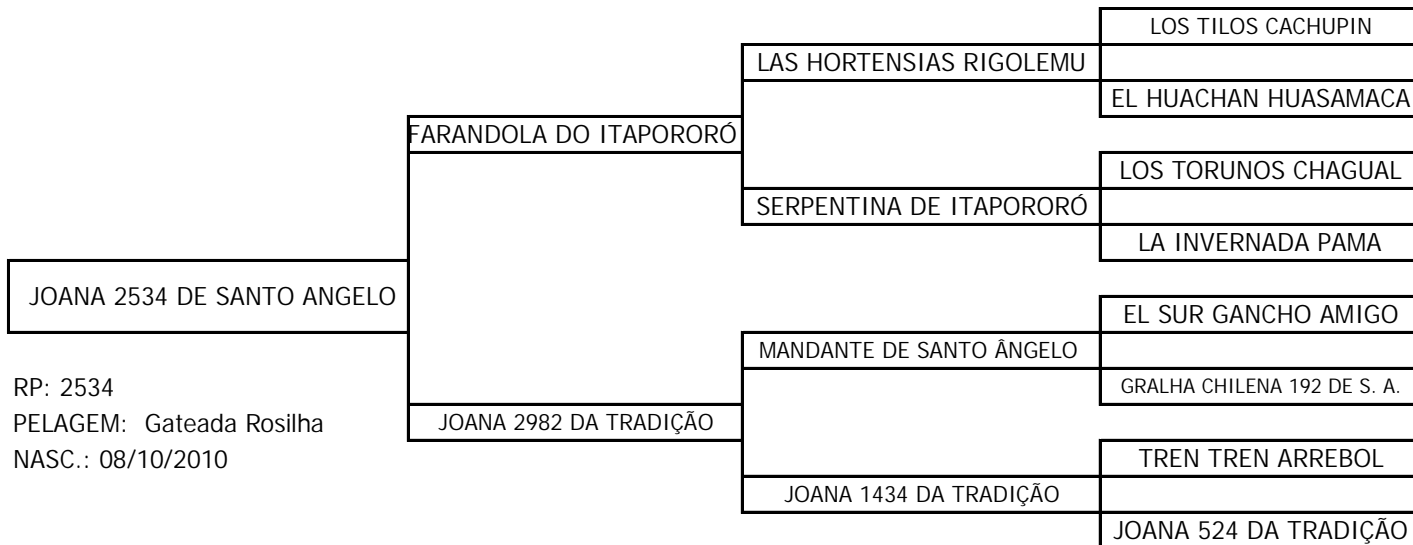 LOS TILOS CACHUPIN
LAS HORTENSIAS RIGOLEMU
EL HUACHAN HUASAMACA
FARANDOLA DO ITAPORORÓ
LOS TORUNOS CHAGUAL
SERPENTINA DE ITAPORORÓ
LA INVERNADA PAMA
JOANA 2534 DE SANTO ANGELO
EL SUR GANCHO AMIGO
MANDANTE DE SANTO ÂNGELO
GRALHA CHILENA 192 DE S. A.
RP: 2534
PELAGEM: Gateada Rosilha
JOANA 2982 DA TRADIÇÃO
NASC.: 08/10/2010
TREN TREN ARREBOL
JOANA 1434 DA TRADIÇÃO
JOANA 524 DA TRADIÇÃO